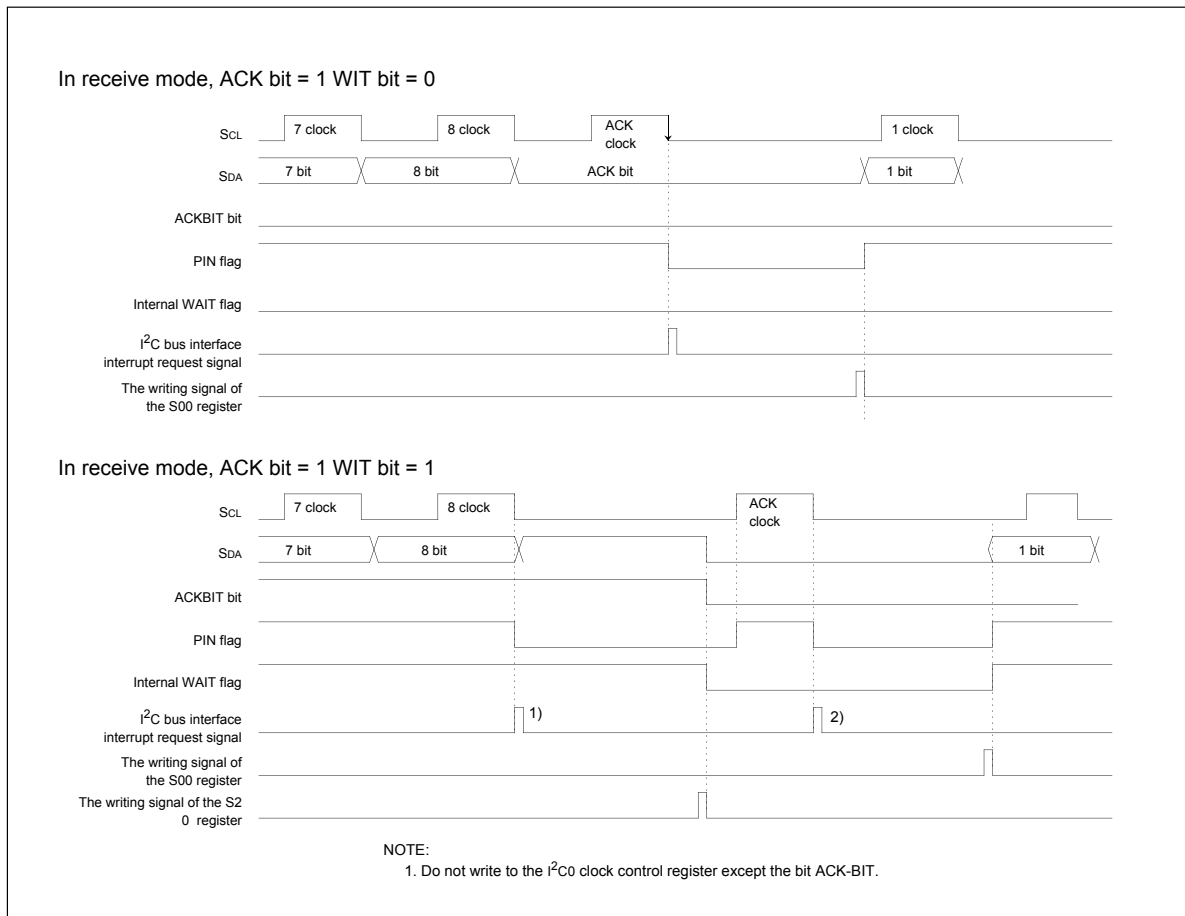 In receive mode, ACK bit = 1 WIT bit = 0
SCL
7 clock
8 clock
ACK
clock
1 clock
SDA
7 bit
8 bit
ACK bit
1 bit
ACKBIT bit
PIN flag
Internal WAIT flag
I2C bus interface
interrupt request signal
The writing signal of
the S00 register
In receive mode, ACK bit = 1 WIT bit = 1
SCL
7 clock
8 clock
ACK
clock
SDA
7 bit
8 bit
1 bit
ACKBIT bit
PIN flag
Internal WAIT flag
I2C bus interface
interrupt request signal
1)
2)
The writing signal of
the S00 register
The writing signal of the S2
0 register
NOTE:
1. Do not write to the I2C0 clock control register except the bit ACK-BIT.